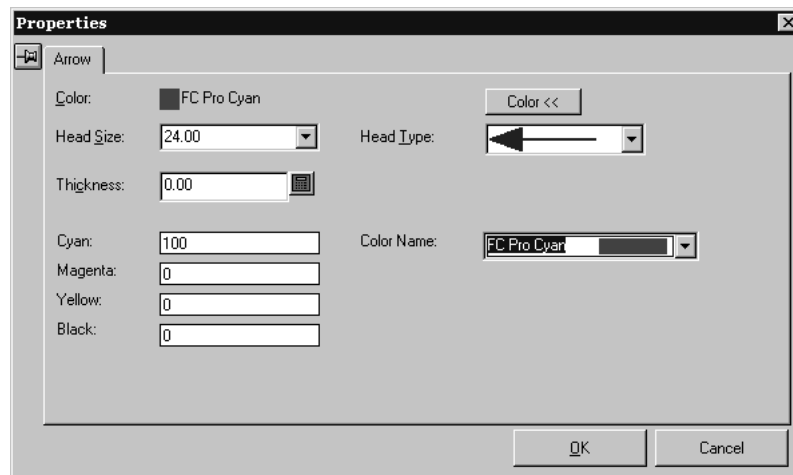 Properties
Arrow
Color: FC Pro Cyan Color <<
Head Size: 24.00 Head Type:
Thickness: 0.00
Cyan: 100 Color Name: FC Pro Cyan
Magenta: 0
Yellow: 0
Black: 0
OK Cancel